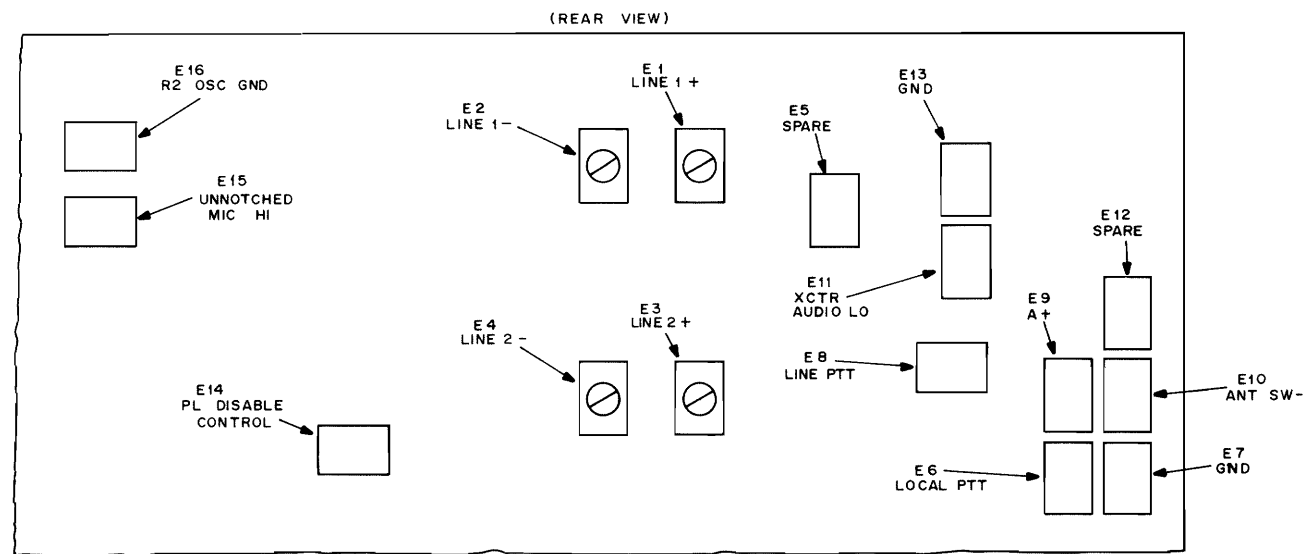 (REAR VIEW)
E16
R2 OSC GND
E1
LINE 1+
E2
LINE 1-
E13
GND
E5
SPARE
E15
UNNOTCHED
MIC HI
E12
SPARE
E11
XCTR
AUDIO LO
E9
A+
E3
LINE 2+
E4
LINE 2-
E8
LINE PTT
E14
PL DISABLE
CONTROL
E10
ANT SW-
E6
LOCAL PTT
E7
GND